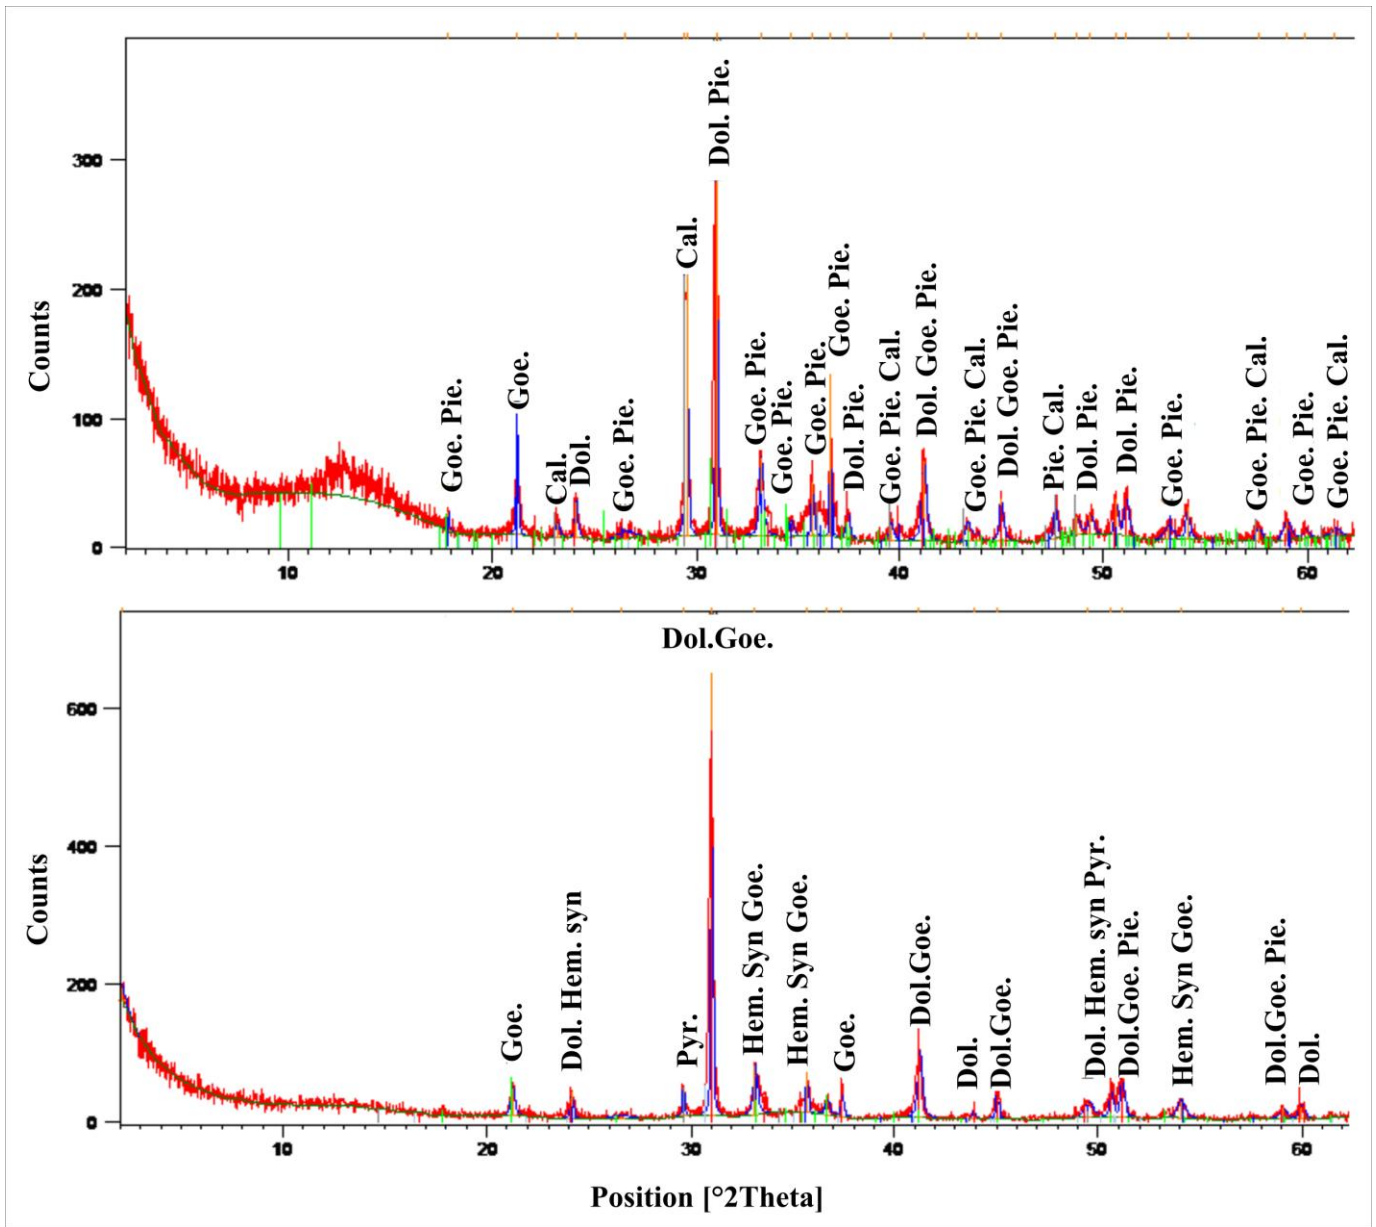 Counts
300
200
100
0
Goe. Pie.
Goe.
Cal.
Dol.
Goe. Pie.
Cal.
Dol. Pie.
Goe. Pie.
Goe. Pie.
Goe. Pie.
Goe. Pie.
Dol. Pie.
Goe. Pie. Cal.
Dol. Goe. Pie.
Goe. Pie. Cal.
Dol. Goe. Pie.
Pie. Cal.
Dol. Pie.
Dol. Pie.
Goe. Pie.
Goe. Pie. Cal.
Goe. Pie.
Goe. Pie. Cal.
10 20 30 40 50 60
Dol.Goe.
Counts
600
400
200
0
Goe.
Dol. Hem. syn
Pyr.
Hem. Syn Goe.
Hem. Syn Goe.
Goe.
Dol.Goe.
Dol.
Dol.Goe.
Dol. Hem. syn Pyr.
Dol.Goe. Pie.
Hem. Syn Goe.
Dol.Goe. Pie.
Dol.
10 20 30 40 50 60
Position [°2Theta]